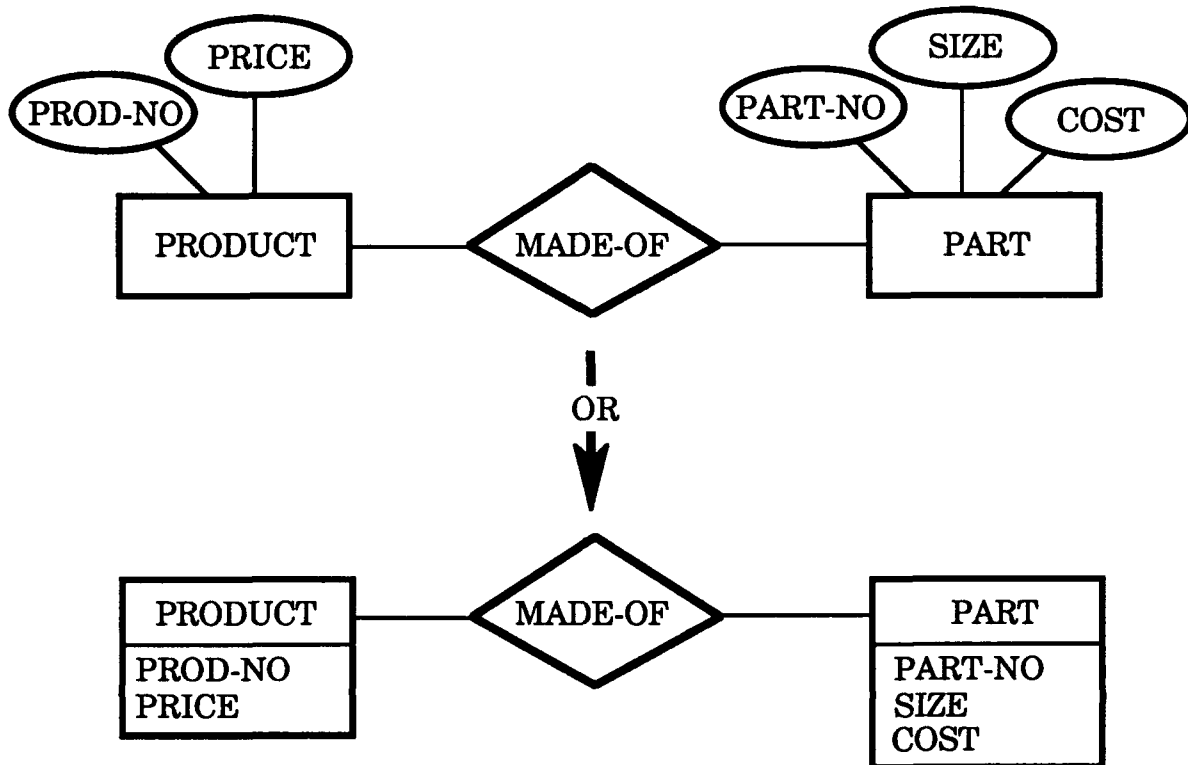 PRICE
SIZE
PROD-NO
PART-NO
COST
PRODUCT
MADE-OF
PART
OR
PRODUCT
MADE-OF
PART
PROD-NO
PRICE
PART-NO
SIZE
COST